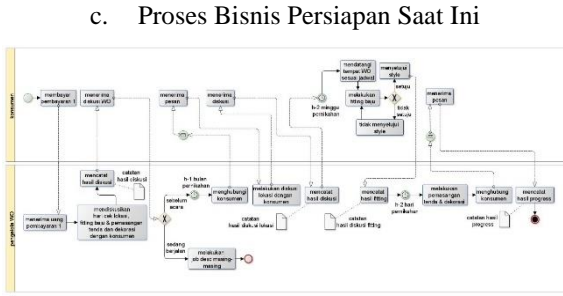 c. Proses Bisnis Persiapan Saat Ini
konsumen
membayar
pembayaran 1
menerima
diskusi WO
menerima
pesan
menerima
diskusi
h-2 minggu
pernikahan
mendatangi
tempat WO
sesuai jadwal
melakukan
fitting baju
menyetujui
style
setuju
tidak
setuju
tidak menyetujui
style
menerima
pesan
pengelola WO
menerima uang
pembayaran 1
mencatat
hasil diskusi
catatan
hasil diskusi
mendiskusikan
hari cek lokasi,
fitting baju & pemasangan
tenda dan dekorasi
dengan konsumen
sebelum
acara
sedang
berjalan
h-1 bulan
pernikahan
menghubungi
konsumen
melakukan diskusi
lokasi dengan
konsumen
mencatat
hasil diskusi
catatan
hasil diskusi lokasi
melakukan
job desc masing-
masing
mencatat
hasil fitting
catatan
hasil diskusi fitting
h-2 hari
pernikahan
melakukan
pemasangan
tenda & dekorasi
menghubungi
konsumen
mencatat
hasil progress
catatan hasil
progress